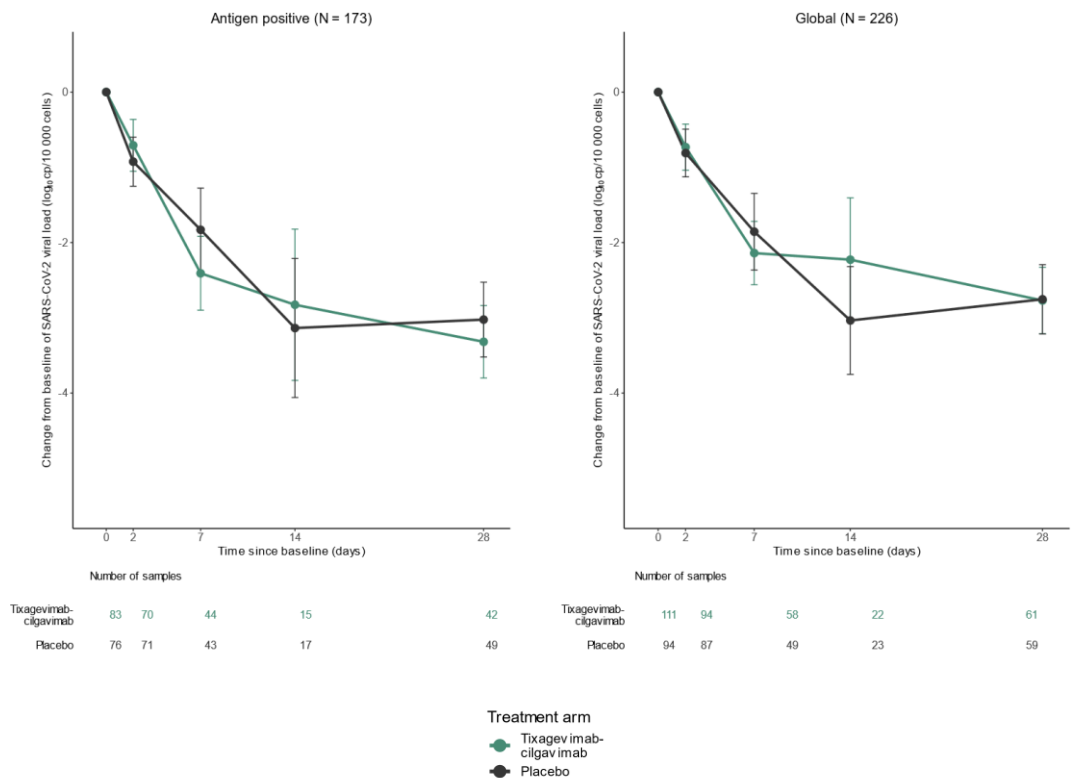 Antigen positive (N = 173)
Global (N = 226)
Change from baseline of SARS-CoV-2 viral load (log₁₀cp/10 000 cells)
0
-2
-4
0 2 7 14 28
Time since baseline (days)
Number of samples
Tixagevimab-
cilgavimab
83 70 44 15 42
Placebo 76 71 43 17 49
Change from baseline of SARS-CoV-2 viral load (log₁₀cp/10 000 cells)
0
-2
-4
0 2 7 14 28
Time since baseline (days)
Number of samples
Tixagevimab-
cilgavimab
111 94 58 22 61
Placebo 94 87 49 23 59
Treatment arm
Tixagevimab-
cilgavimab
Placebo